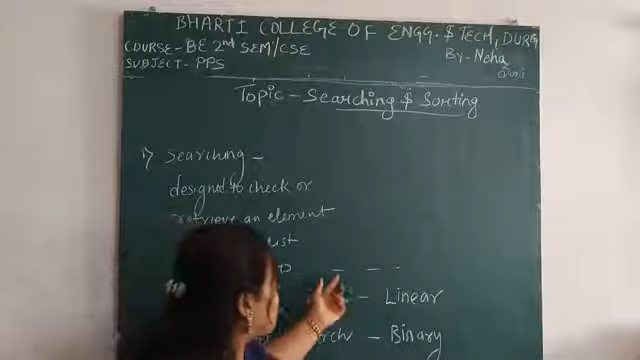 BHARTI COLLEGE OF ENGG. & TECH, DURG
COURSE - BE 2nd SEM/CSE
By - Neha
SUBJECT - PPS
Topic - Searching & Sorting
1) Searching -
designed to check or
retrieve an element
- Linear
- Binary